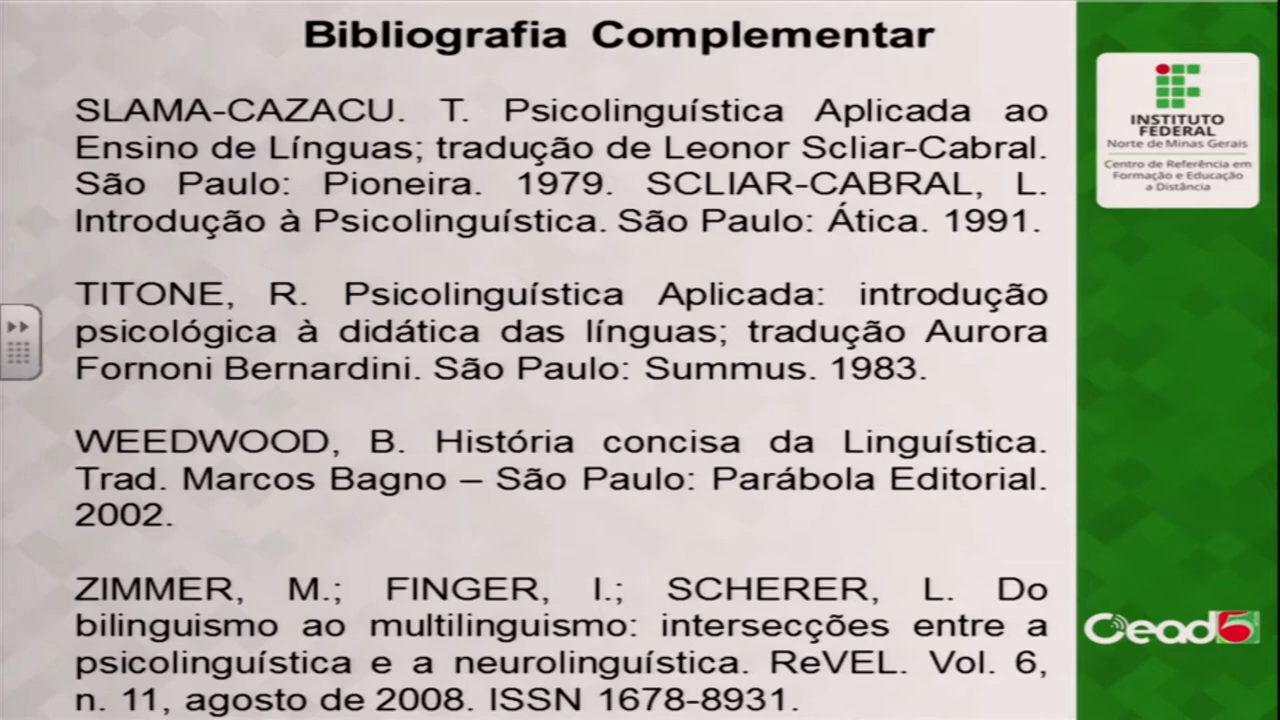 Bibliografia Complementar
SLAMA-CAZACU. T. Psicolinguística Aplicada ao
Ensino de Línguas; tradução de Leonor Scliar-Cabral.
São Paulo: Pioneira. 1979. SCLIAR-CABRAL, L.
Introdução à Psicolinguística. São Paulo: Ática. 1991.
TITONE, R. Psicolinguística Aplicada: introdução
psicológica à didática das línguas; tradução Aurora
Fornoni Bernardini. São Paulo: Summus. 1983.
WEEDWOOD, B. História concisa da Linguística.
Trad. Marcos Bagno – São Paulo: Parábola Editorial.
2002.
ZIMMER, M.; FINGER, I.; SCHERER, L. Do
bilinguismo ao multilinguismo: intersecções entre a
psicolinguística e a neurolinguística. ReVEL. Vol. 6,
n. 11, agosto de 2008. ISSN 1678-8931.
INSTITUTO
FEDERAL
Norte de Minas Gerais
Centro de Referência em
Formação e Educação
a Distância
Cead5